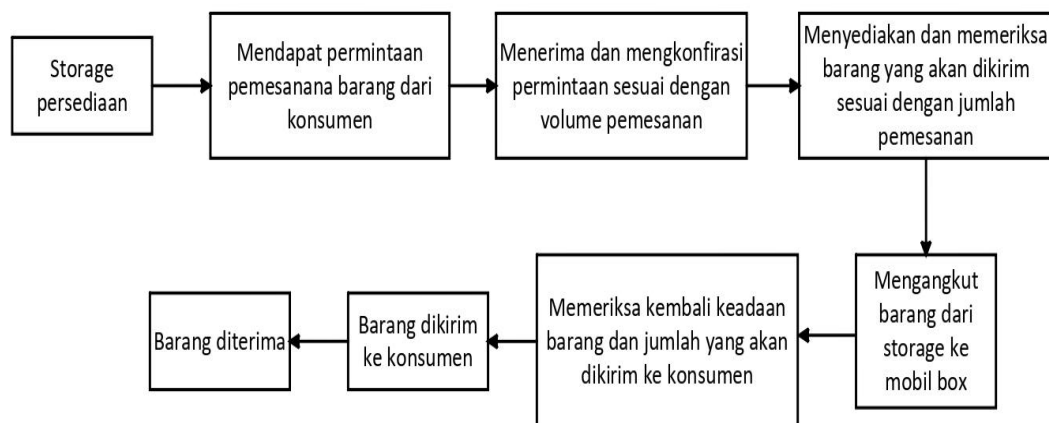 Storage
persediaan
Mendapat permintaan
pemesanana barang dari
konsumen
Menerima dan mengkonfirasi
permintaan sesuai dengan
volume pemesanan
Menyediakan dan memeriksa
barang yang akan dikirim
sesuai dengan jumlah
pemesanan
Mengangkut
barang dari
storage ke
mobil box
Memeriksa kembali keadaan
barang dan jumlah yang akan
dikirim ke konsumen
Barang dikirim
ke konsumen
Barang diterima